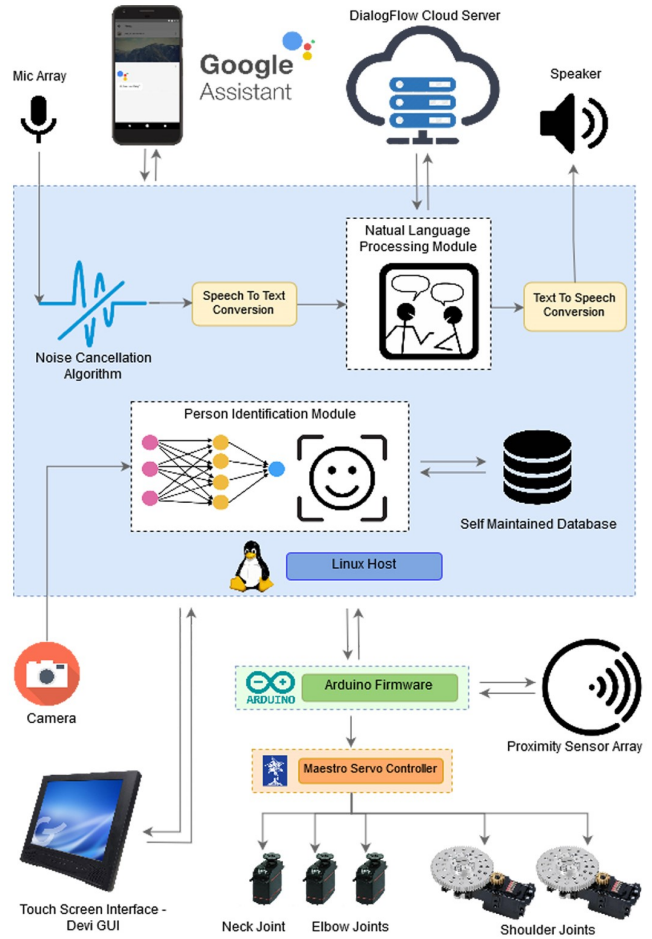 DialogFlow Cloud Server
Mic Array
Google
Assistant
Speaker
Natual Language
Processing Module
Speech To Text
Conversion
Text To Speech
Conversion
Noise Cancellation
Algorithm
Person Identification Module
Self Maintained Database
Linux Host
Camera
ARDUINO
Arduino Firmware
Proximity Sensor Array
Maestro Servo Controller
Touch Screen Interface -
Devi GUI
Neck Joint
Elbow Joints
Shoulder Joints